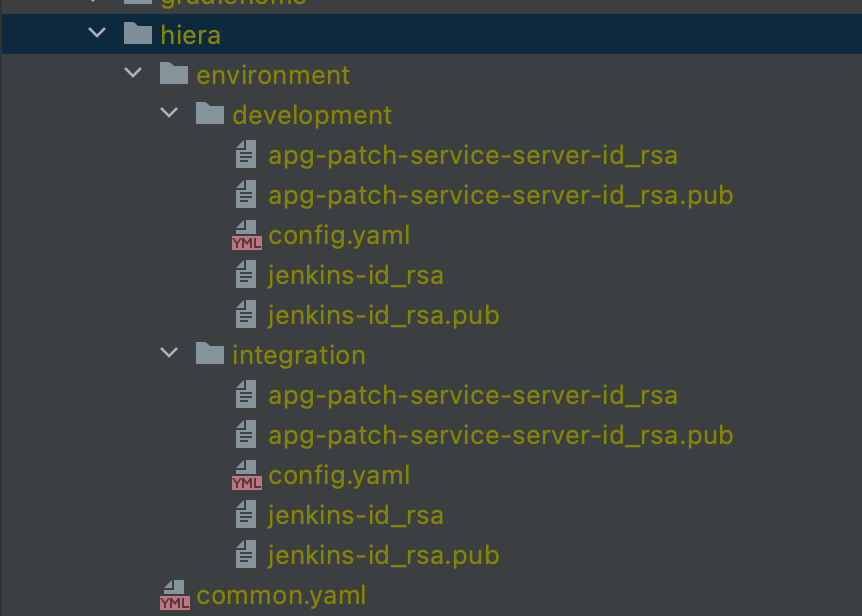 gradlehoms
hiera
environment
development
apg-patch-service-server-id_rsa
apg-patch-service-server-id_rsa.pub
YML config.yaml
jenkins-id_rsa
jenkins-id_rsa.pub
integration
apg-patch-service-server-id_rsa
apg-patch-service-server-id_rsa.pub
YML config.yaml
jenkins-id_rsa
jenkins-id_rsa.pub
YML common.yaml